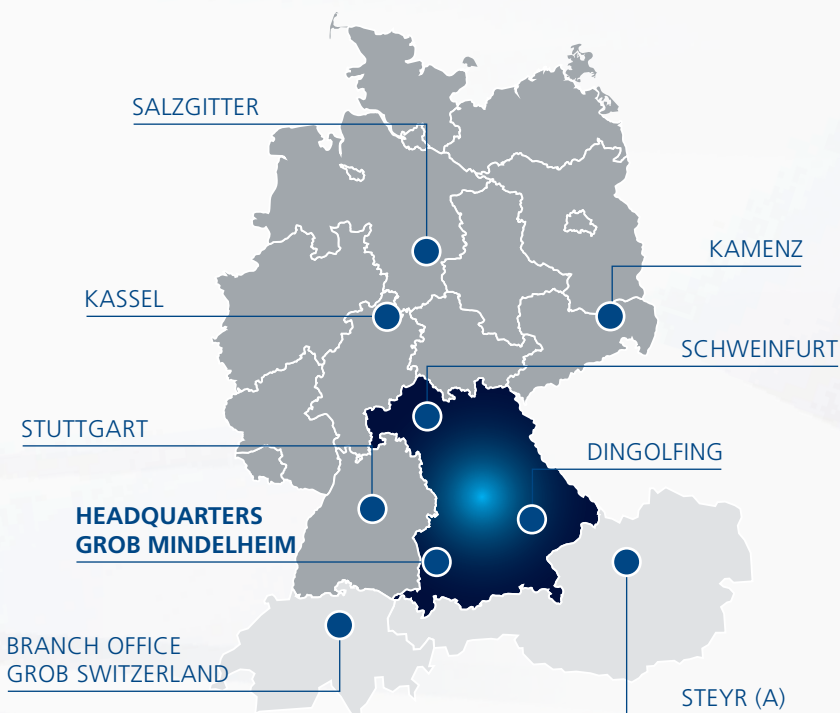 SALZGITTER
KAMENZ
KASSEL
SCHWEINFURT
STUTTGART
DINGOLFING
HEADQUARTERS
GROB MINDELHEIM
BRANCH OFFICE
GROB SWITZERLAND
STEYR (A)